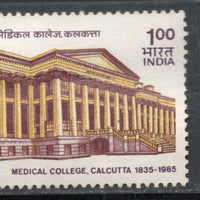 मेडिकल कालेज, कलकत्ता
1.00
भारत
INDIA
MEDICAL COLLEGE, CALCUTTA 1835-1985